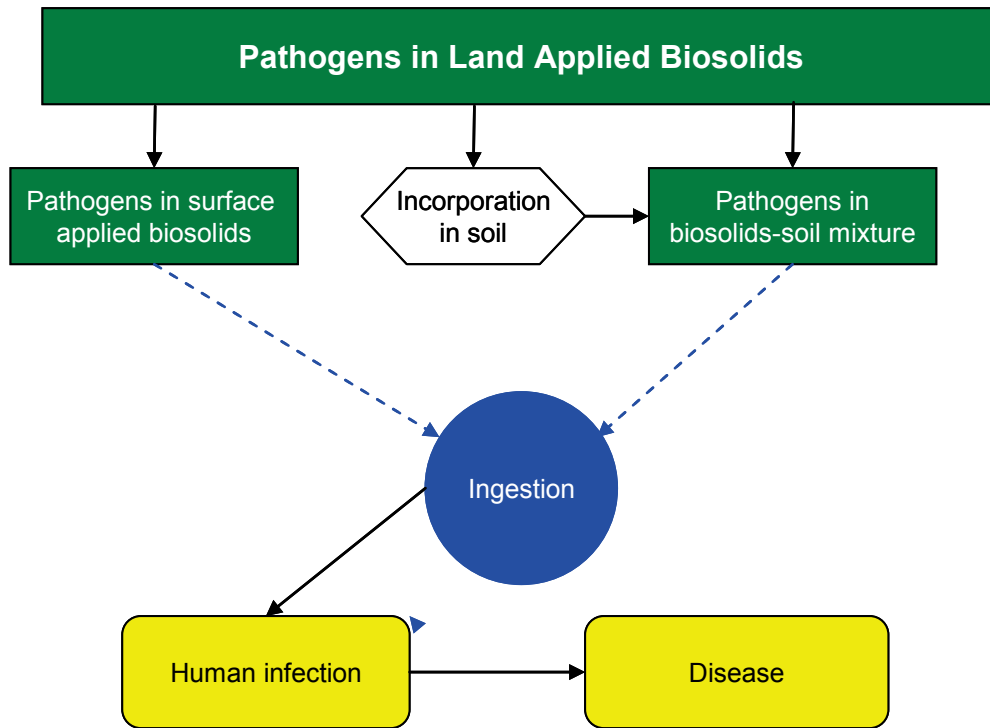 Pathogens in Land Applied Biosolids
Pathogens in surface
applied biosolids
Incorporation
in soil
Pathogens in
biosolids-soil mixture
Ingestion
Human infection
Disease